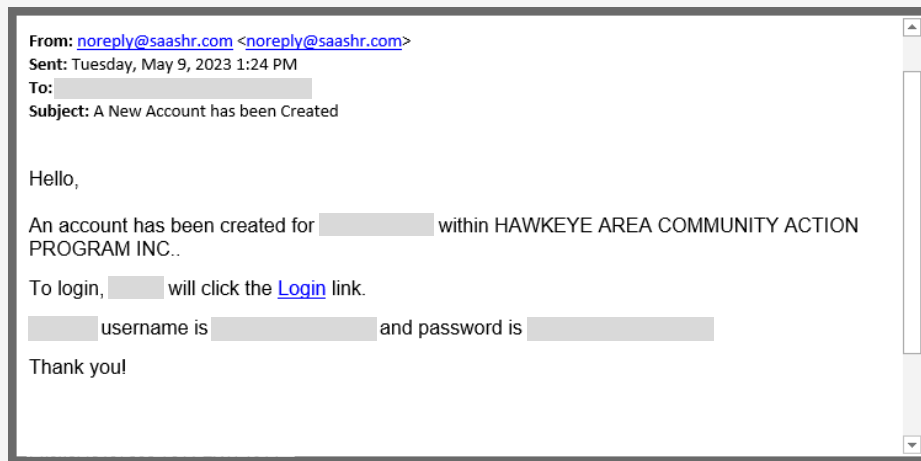 From: noreply@saashr.com <noreply@saashr.com>
Sent: Tuesday, May 9, 2023 1:24 PM
To:
Subject: A New Account has been Created
Hello,
An account has been created for within HAWKEYE AREA COMMUNITY ACTION
PROGRAM INC..
To login, will click the Login link.
username is and password is
Thank you!